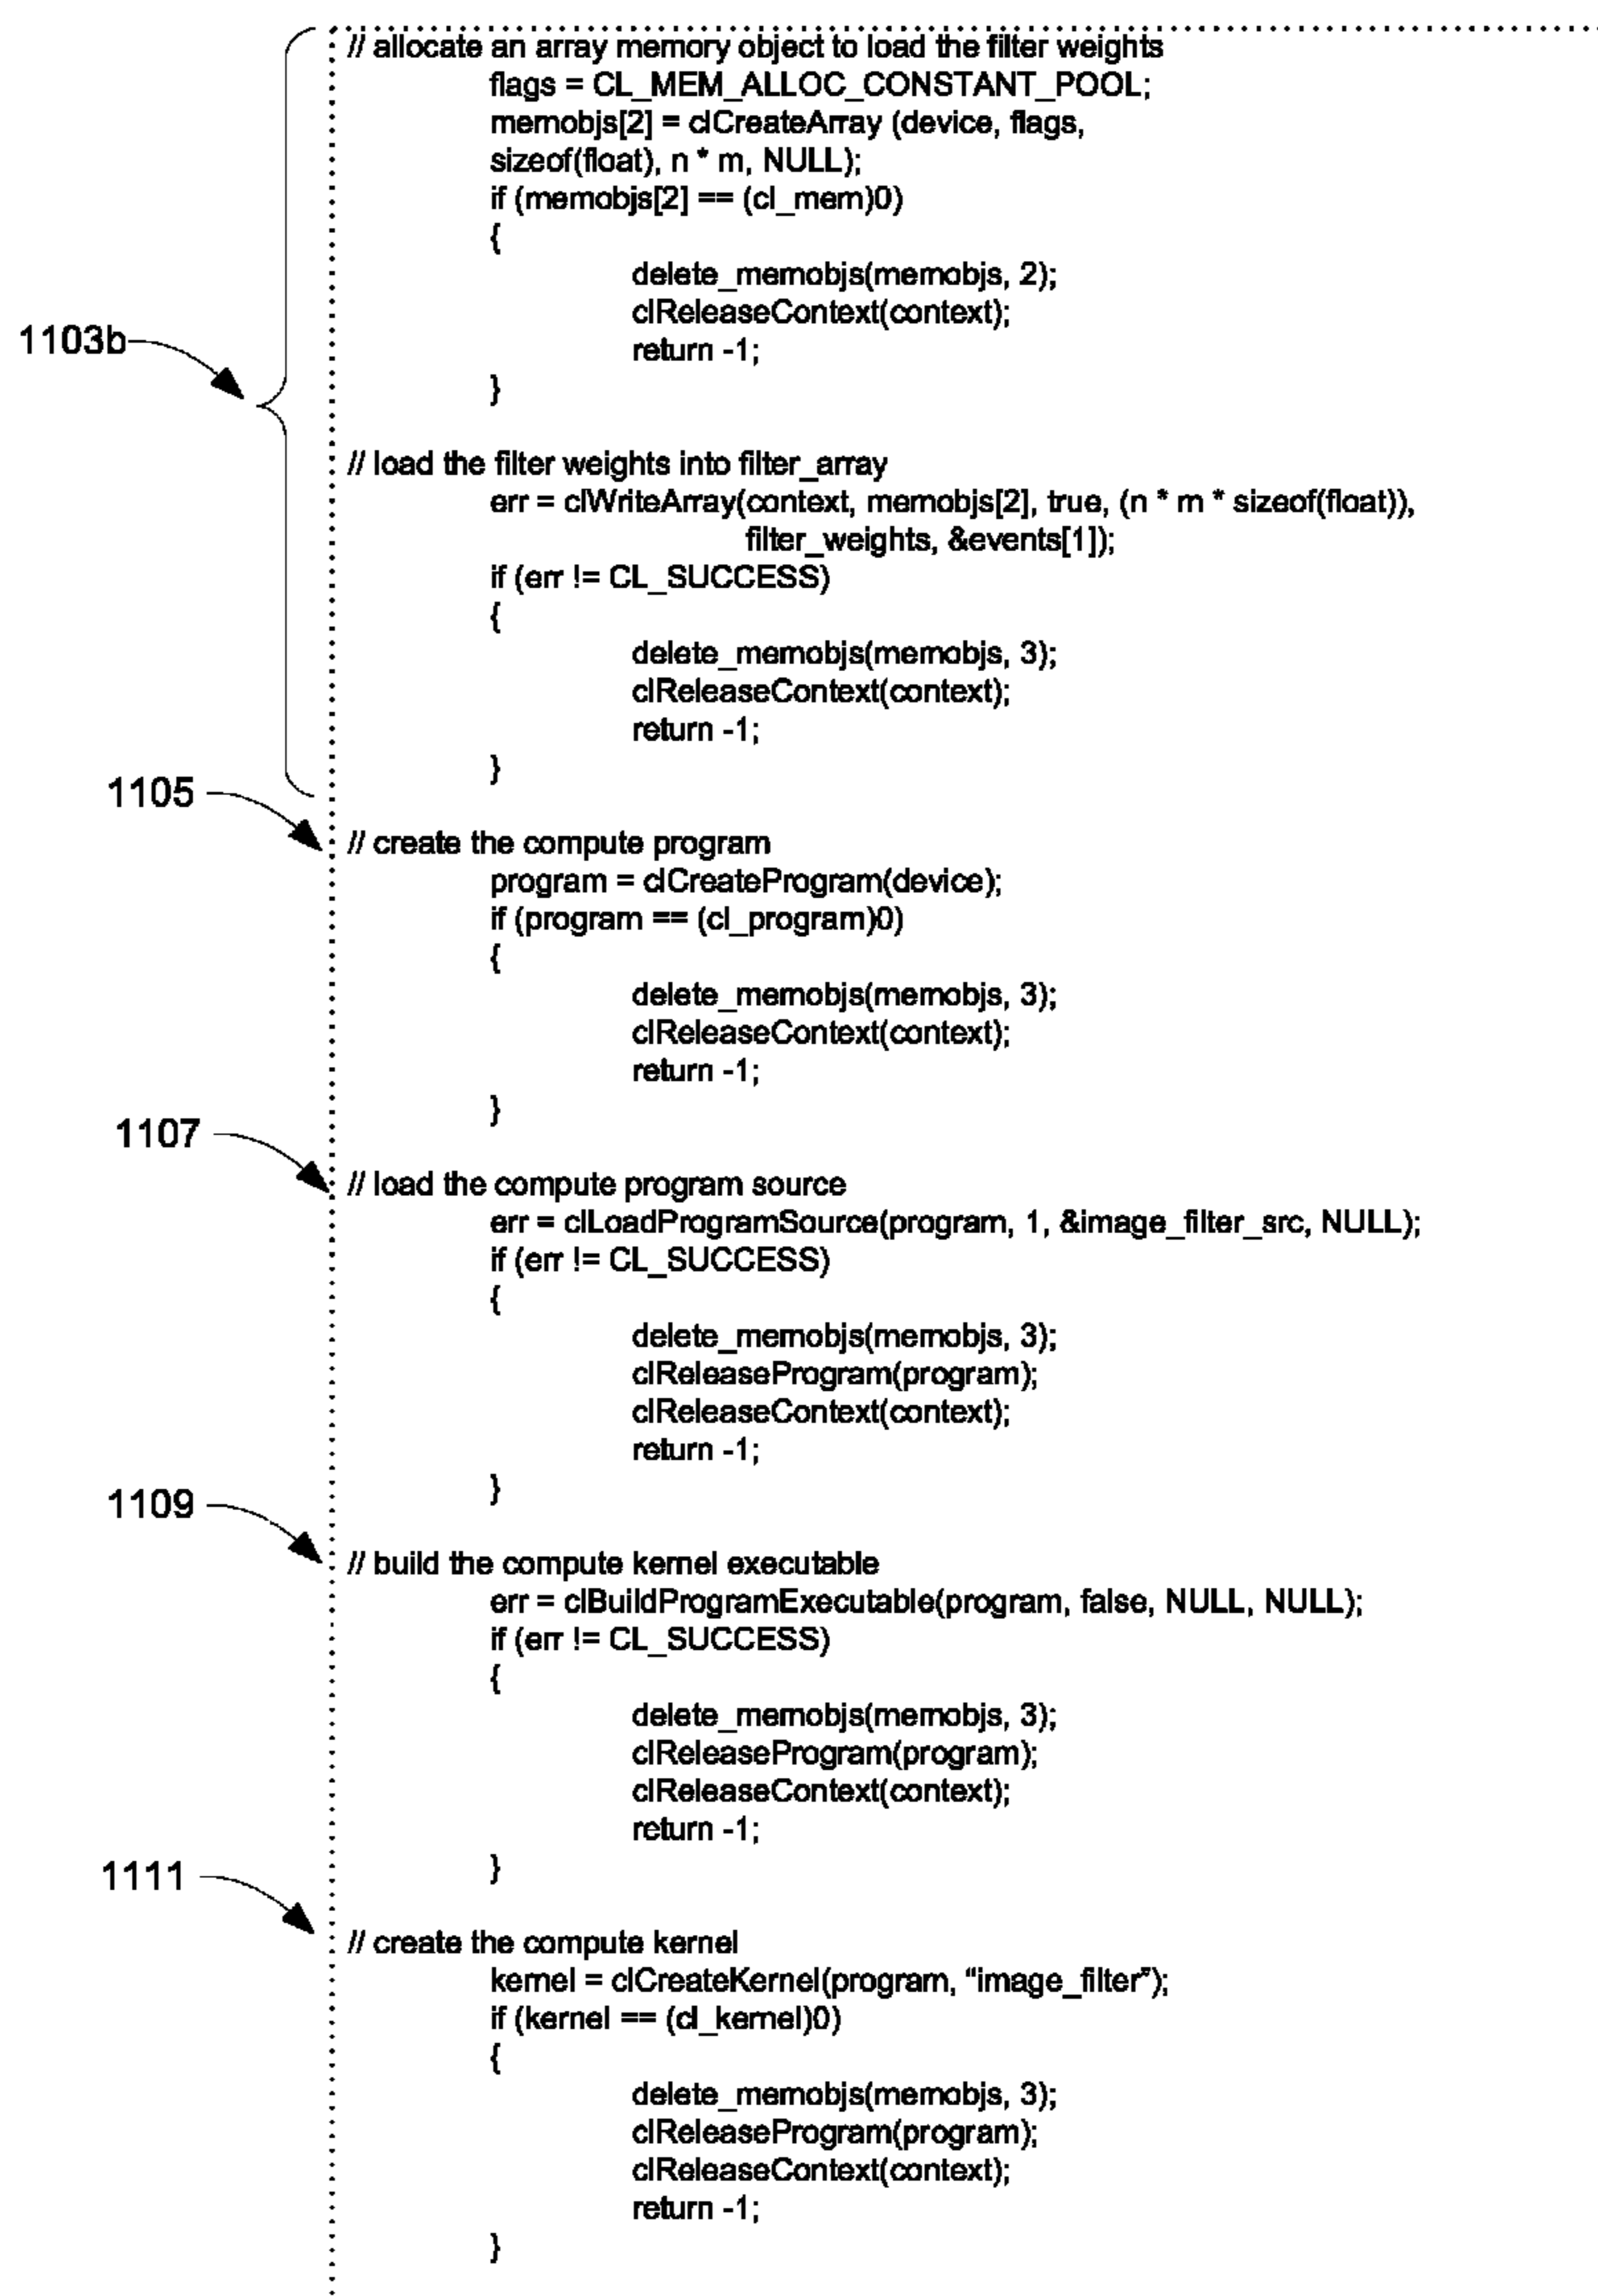 // allocate an array memory object to load the filter weights
flags = CL_MEM_ALLOC_CONSTANT_POOL;
memobjs[2] = clCreateArray (device, flags,
sizeof(float), n * m, NULL);
if (memobjs[2] == (cl_mem)0)
{
delete_memobjs(memobjs, 2);
clReleaseContext(context);
1103b
return -1;
}
// load the filter weights into filter_array
err = clWriteArray(context, memobjs[2], true, (n * m * sizeof(float)),
filter_weights, &events[1]);
if (err != CL_SUCCESS)
{
delete_memobjs(memobjs, 3);
clReleaseContext(context);
return -1;
}
1105
// create the compute program
program = clCreateProgram(device);
if (program == (cl_program)0)
{
delete_memobjs(memobjs, 3);
clReleaseContext(context);
return -1;
}
1107
// load the compute program source
err = clLoadProgramSource(program, 1, &image_filter_src, NULL);
if (err != CL_SUCCESS)
{
delete_memobjs(memobjs, 3);
clReleaseProgram(program);
clReleaseContext(context);
return -1;
}
1109
// build the compute kernel executable
err = clBuildProgramExecutable(program, false, NULL, NULL);
if (err != CL_SUCCESS)
{
delete_memobjs(memobjs, 3);
clReleaseProgram(program);
clReleaseContext(context);
return -1;
}
1111
// create the compute kernel
kernel = clCreateKernel(program, “image_filter”);
if (kernel == (cl_kernel)0)
{
delete_memobjs(memobjs, 3);
clReleaseProgram(program);
clReleaseContext(context);
return -1;
}